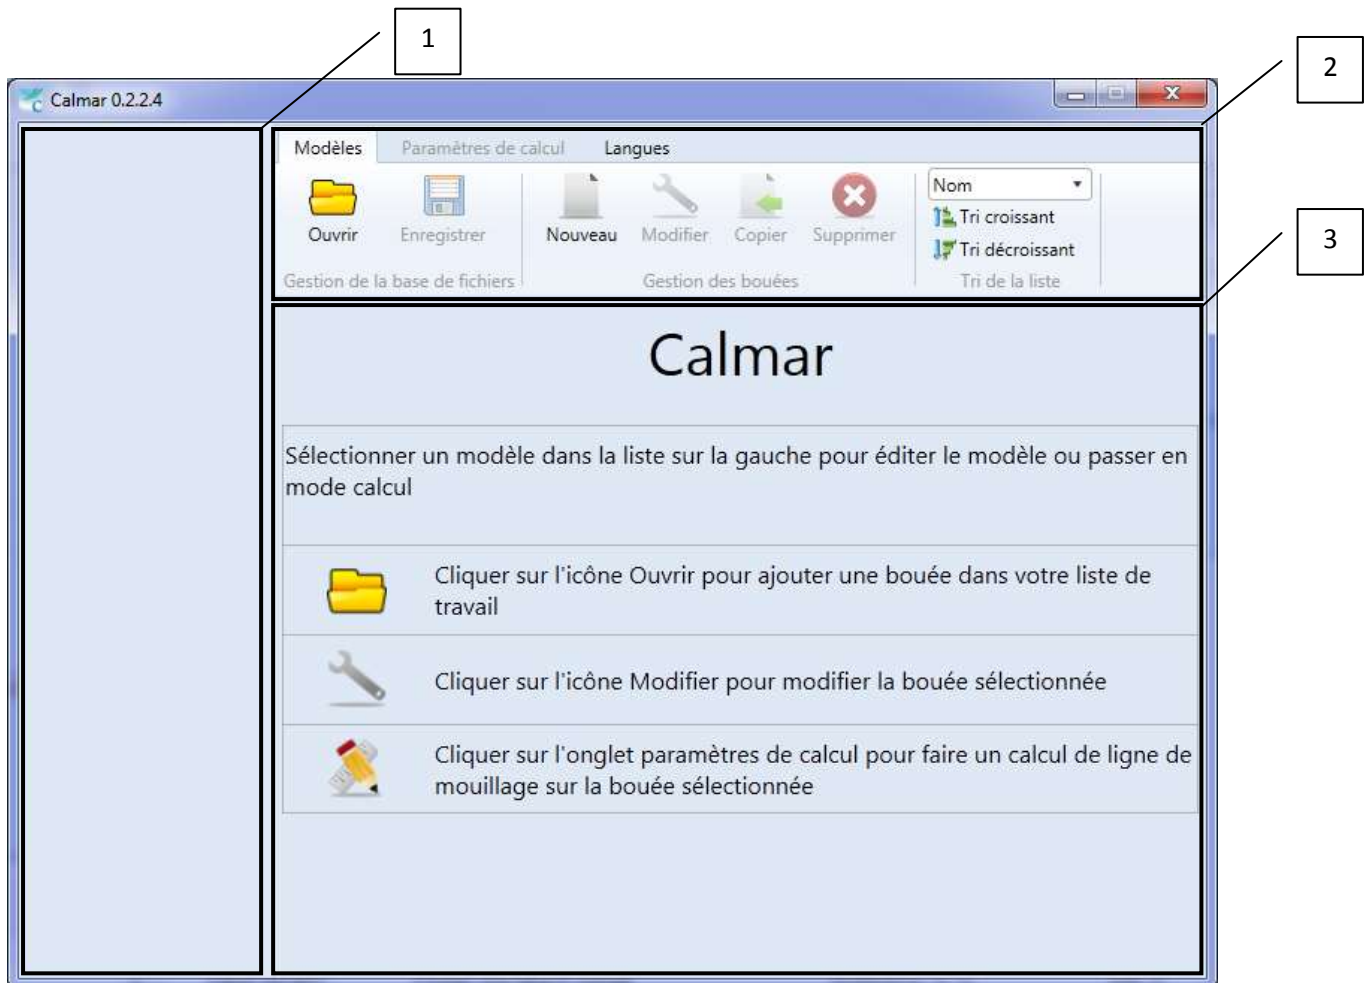 1
2
Calmar 0.2.2.4
Modèles Paramètres de calcul Langues
Nom
Tri croissant
Tri décroissant
Ouvrir Enregistrer Nouveau Modifier Copier Supprimer
Gestion de la base de fichiers Gestion des bouées Tri de la liste
3
Calmar
Sélectionner un modèle dans la liste sur la gauche pour éditer le modèle ou passer en
mode calcul
Cliquer sur l'icône Ouvrir pour ajouter une bouée dans votre liste de
travail
Cliquer sur l'icône Modifier pour modifier la bouée sélectionnée
Cliquer sur l'onglet paramètres de calcul pour faire un calcul de ligne de
mouillage sur la bouée sélectionnée